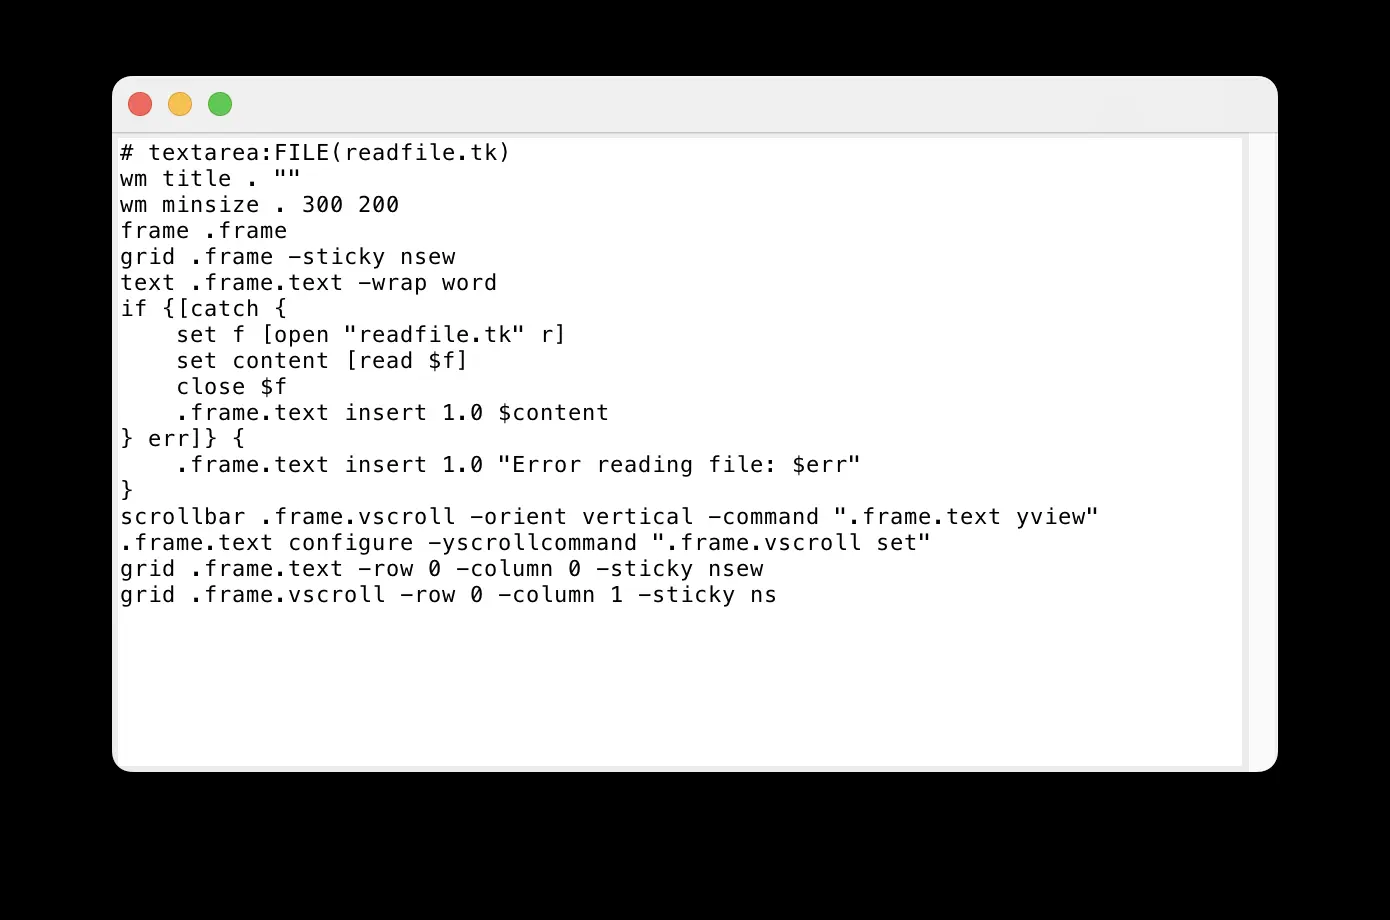 # textarea:FILE(readfile.tk)
wm title . ""
wm minsize . 300 200
frame .frame
grid .frame -sticky nsew
text .frame.text -wrap word
if {[catch {
    set f [open "readfile.tk" r]
    set content [read $f]
    close $f
    .frame.text insert 1.0 $content
} err]} {
    .frame.text insert 1.0 "Error reading file: $err"
}
scrollbar .frame.vscroll -orient vertical -command ".frame.text yview"
.frame.text configure -yscrollcommand ".frame.vscroll set"
grid .frame.text -row 0 -column 0 -sticky nsew
grid .frame.vscroll -row 0 -column 1 -sticky ns